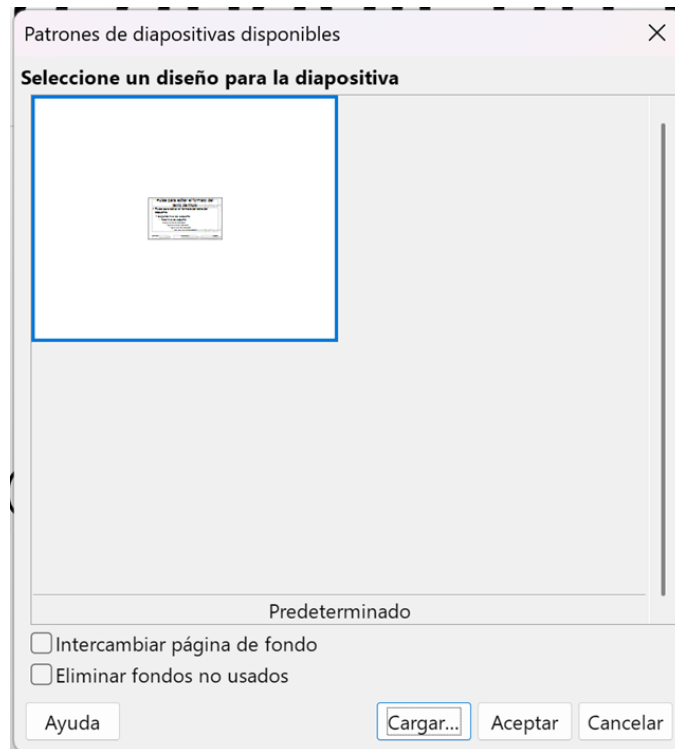 Patrones de diapositivas disponibles
Seleccione un diseño para la diapositiva
Predeterminado
Intercambiar página de fondo
Eliminar fondos no usados
Ayuda
Cargar...
Aceptar
Cancelar